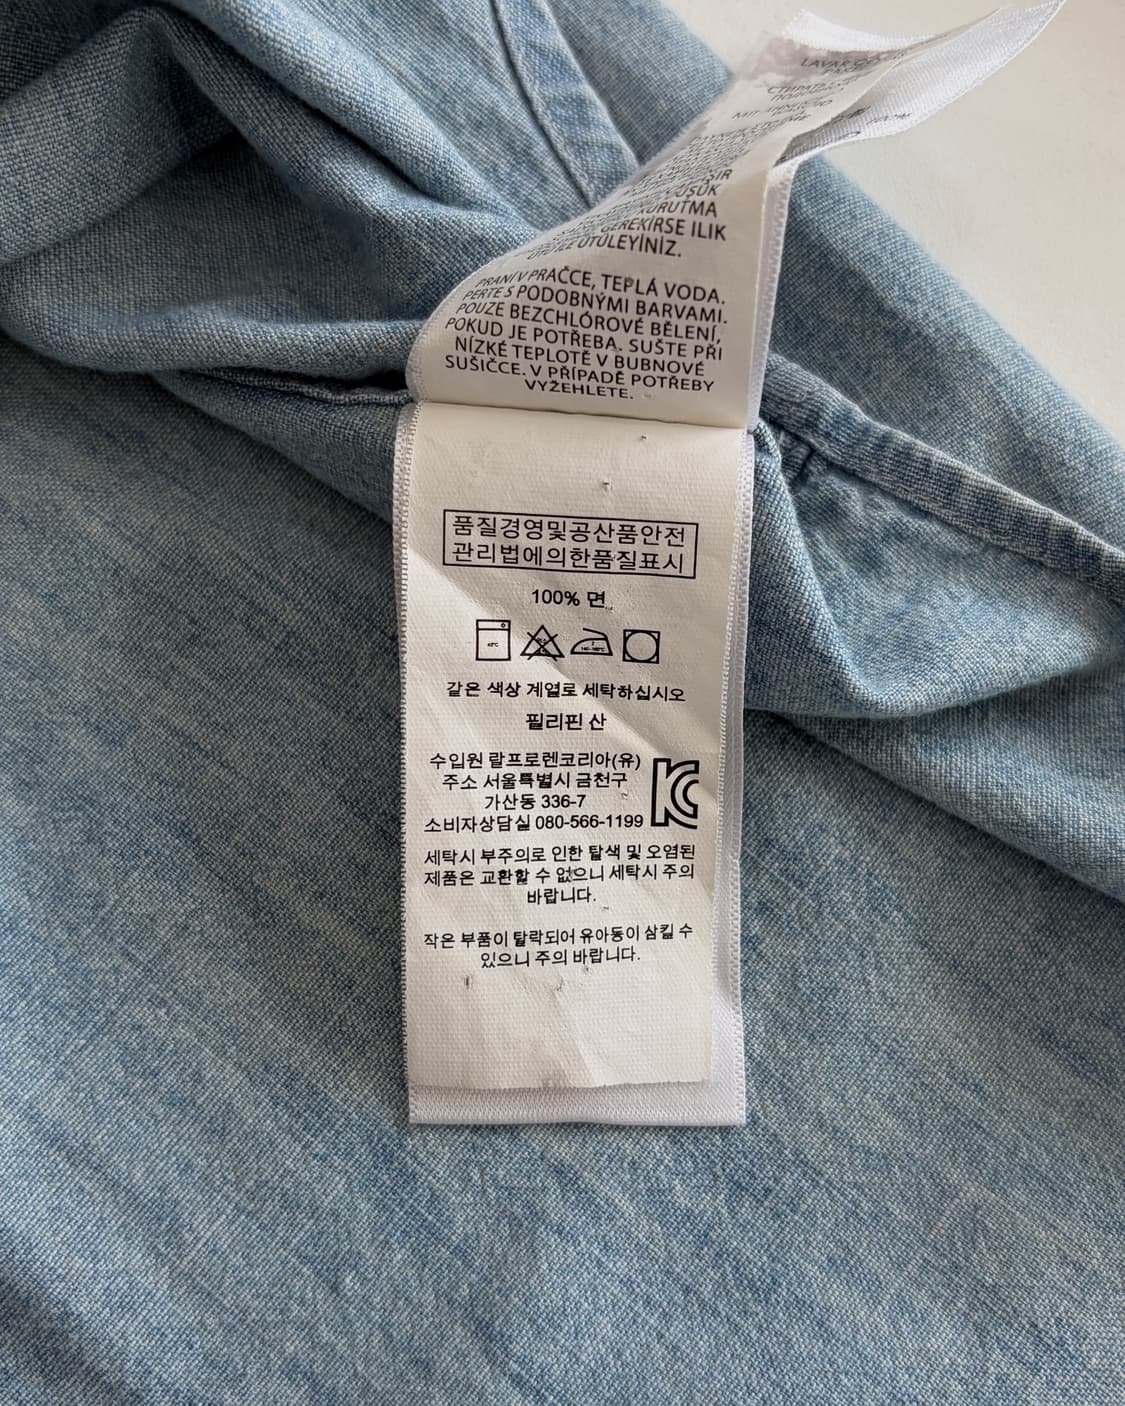 KURUTMA
GEREKİRSE ILIK
ÜTÜ İLE ÜTÜLEYİNİZ.
PRANÍ V PRAČCE, TEPLÁ VODA.
PERTE S PODOBNÝMI BARVAMI.
POUZE BEZCHLÓROVÉ BĚLENÍ,
POKUD JE POTŘEBA. SUŠTE PŘI
NÍZKÉ TEPLOTĚ V BUBNOVÉ
SUŠIČCE. V PŘÍPADĚ POTŘEBY
VYŽEHLETE.
품질경영및공산품안전
관리법에의한품질표시
100% 면
같은 색상 계열로 세탁하십시오
필리핀 산
수입원 랄프로렌코리아(유)
주소 서울특별시 금천구
가산동 336-7
소비자상담실 080-566-1199
KC
세탁시 부주의로 인한 탈색 및 오염된
제품은 교환할 수 없으니 세탁시 주의
바랍니다.
작은 부품이 탈락되어 유아동이 삼킬 수
있으니 주의 바랍니다.